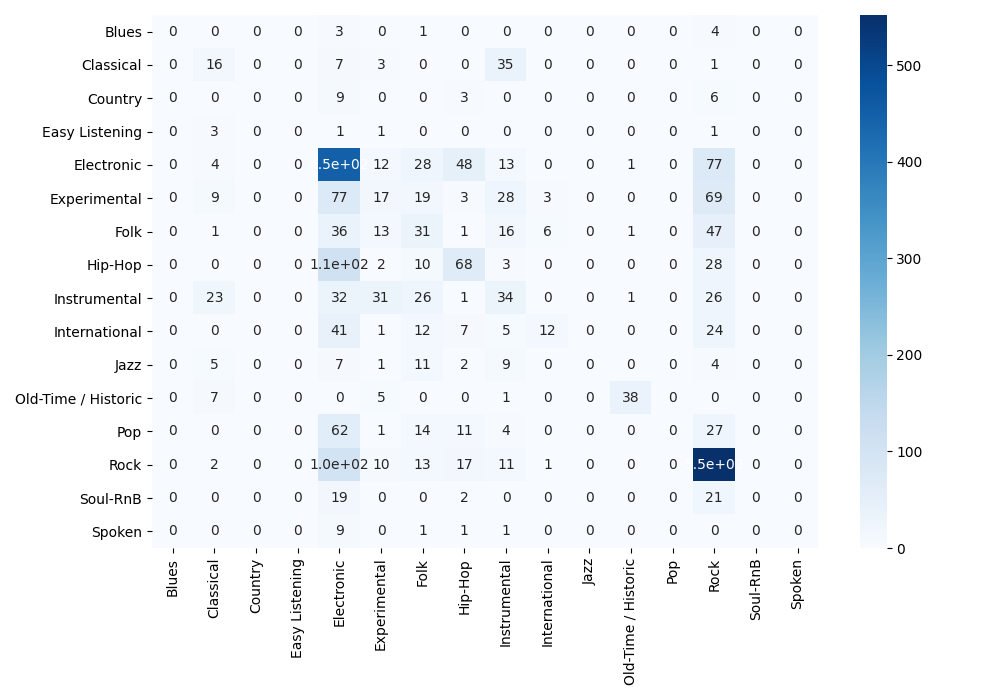 Blues 0 0 0 0 3 0 1 0 0 0 0 0 0 4 0 0
Classical 0 16 0 0 7 3 0 0 35 0 0 0 0 1 0 0
Country 0 0 0 0 9 0 0 3 0 0 0 0 0 6 0 0
Easy Listening 0 3 0 0 1 1 0 0 0 0 0 0 0 1 0 0
Electronic 0 4 0 0 .5e+0 12 28 48 13 0 0 1 0 77 0 0
Experimental 0 9 0 0 77 17 19 3 28 3 0 0 0 69 0 0
Folk 0 1 0 0 36 13 31 1 16 6 0 1 0 47 0 0
Hip-Hop 0 0 0 0 1.1e+02 2 10 68 3 0 0 0 0 28 0 0
Instrumental 0 23 0 0 32 31 26 1 34 0 0 1 0 26 0 0
International 0 0 0 0 41 1 12 7 5 12 0 0 0 24 0 0
Jazz 0 5 0 0 7 1 11 2 9 0 0 0 0 4 0 0
Old-Time / Historic 0 7 0 0 0 5 0 0 1 0 0 38 0 0 0 0
Pop 0 0 0 0 62 1 14 11 4 0 0 0 0 27 0 0
Rock 0 2 0 0 1.0e+02 10 13 17 11 1 0 0 0 .5e+0 0 0
Soul-RnB 0 0 0 0 19 0 0 2 0 0 0 0 0 21 0 0
Spoken 0 0 0 0 9 0 1 1 1 0 0 0 0 0 0 0
Blues
Classical
Country
Easy Listening
Electronic
Experimental
Folk
Hip-Hop
Instrumental
International
Jazz
Old-Time / Historic
Pop
Rock
Soul-RnB
Spoken
500
400
300
200
100
0